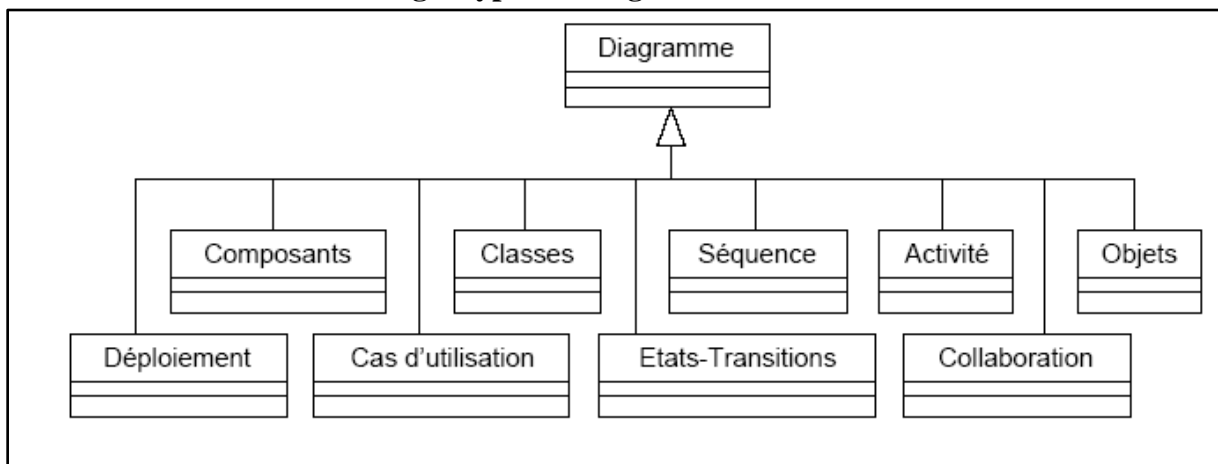 Diagramme
Composants Classes Séquence Activité Objets
Déploiement Cas d'utilisation Etats-Transitions Collaboration